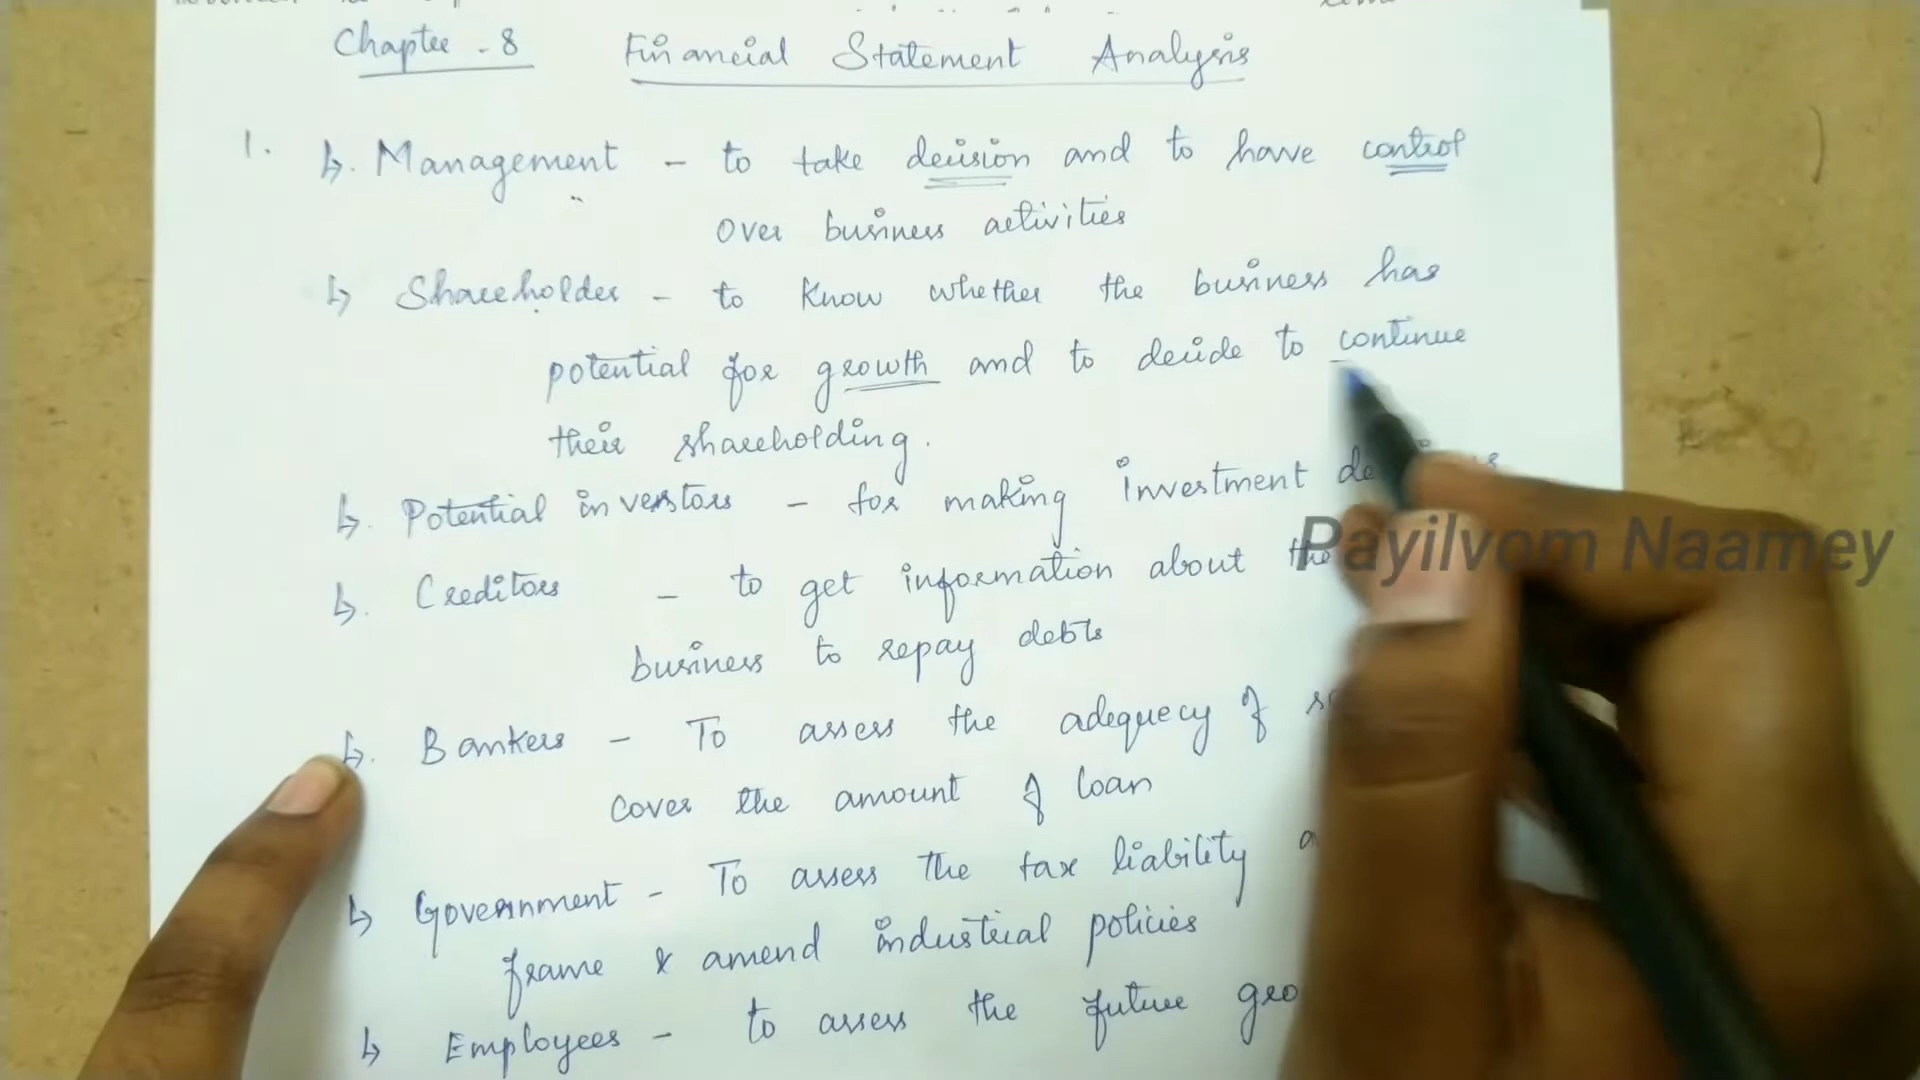 Chapter - 8 Financial Statement Analysis
1. ↳. Management - to take decision and to have control
over business activities
↳ Shareholder - to know whether the business has
potential for growth and to decide to continue
their shareholding.
↳. Potential inverstors - for making investment
↳. Creditors - to get information about the
business to repay debts
↳. Bankers - To assess the adequecy of
cover the amount of loan
↳ Government - To assess the tax liability
frame & amend industrial policies
↳ Employees - to assess the future
Payilvom Naamey